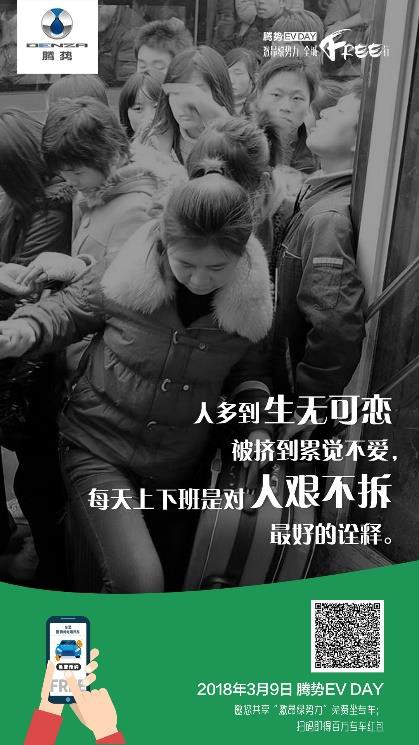 DENZA
腾势
腾势EV DAY
激昂绿势力 全城FREE行
人多到生无可恋
被挤到累觉不爱，
每天上下班是对人艰不拆
最好的诠释。
FREE
2018年3月9日 腾势EV DAY
邀您共享“激昂绿势力”免费坐专车；
扫码即得百万专车红包